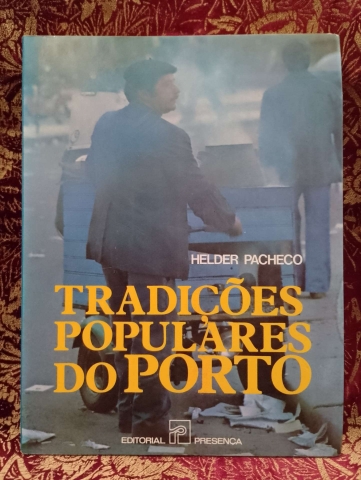 HELDER PACHECO
TRADIÇÕES
POPULARES
DO PORTO
EDITORIAL PRESENÇA